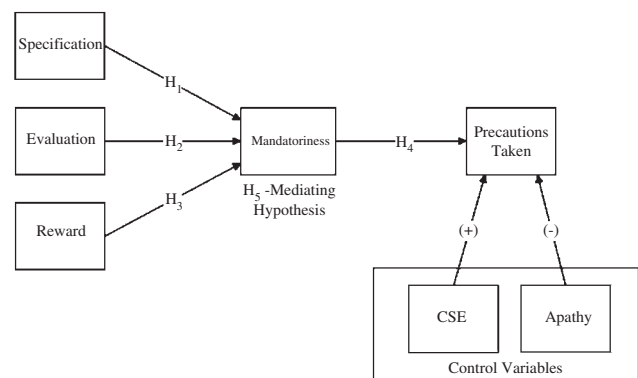 Specification
H1
Evaluation
H2
Mandatoriness
H4
Precautions
Taken
H5 -Mediating
Hypothesis
H3
Reward
(+)
(-)
CSE
Apathy
Control Variables